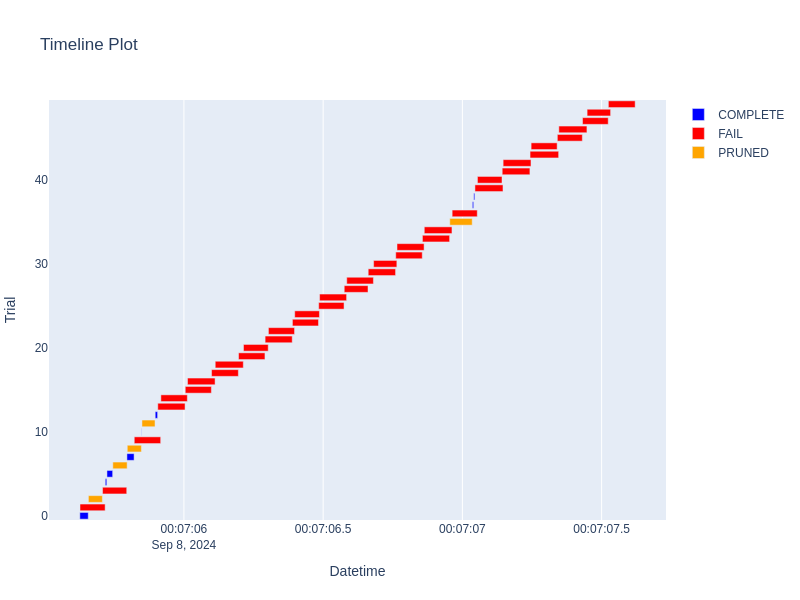 Timeline Plot
COMPLETE
FAIL
PRUNED
40
30
20
10
0
Trial
00:07:06
Sep 8, 2024
00:07:06.5
00:07:07
00:07:07.5
Datetime